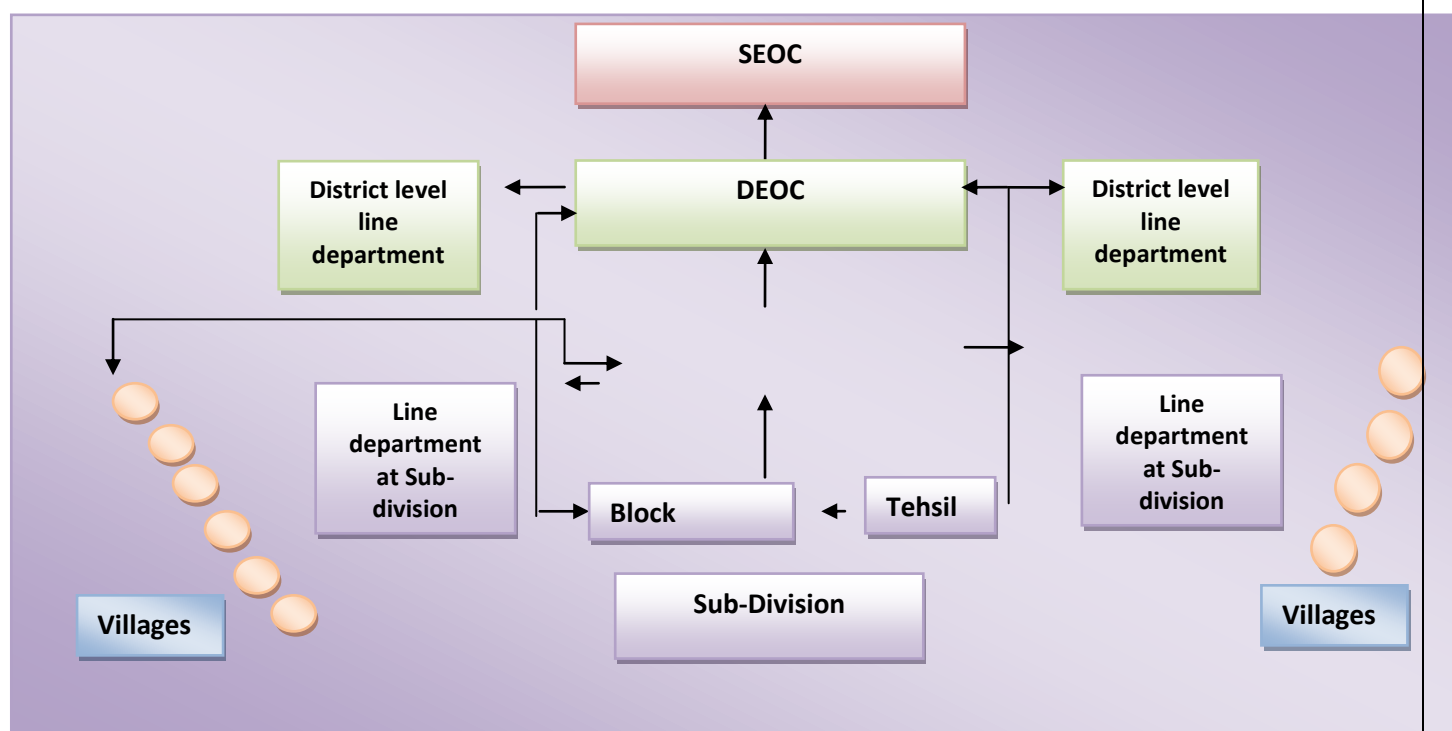 SEOC
District level
line
department
DEOC
District level
line
department
Line
department
at Sub-
division
Block
Tehsil
Line
department
at Sub-
division
Sub-Division
Villages
Villages